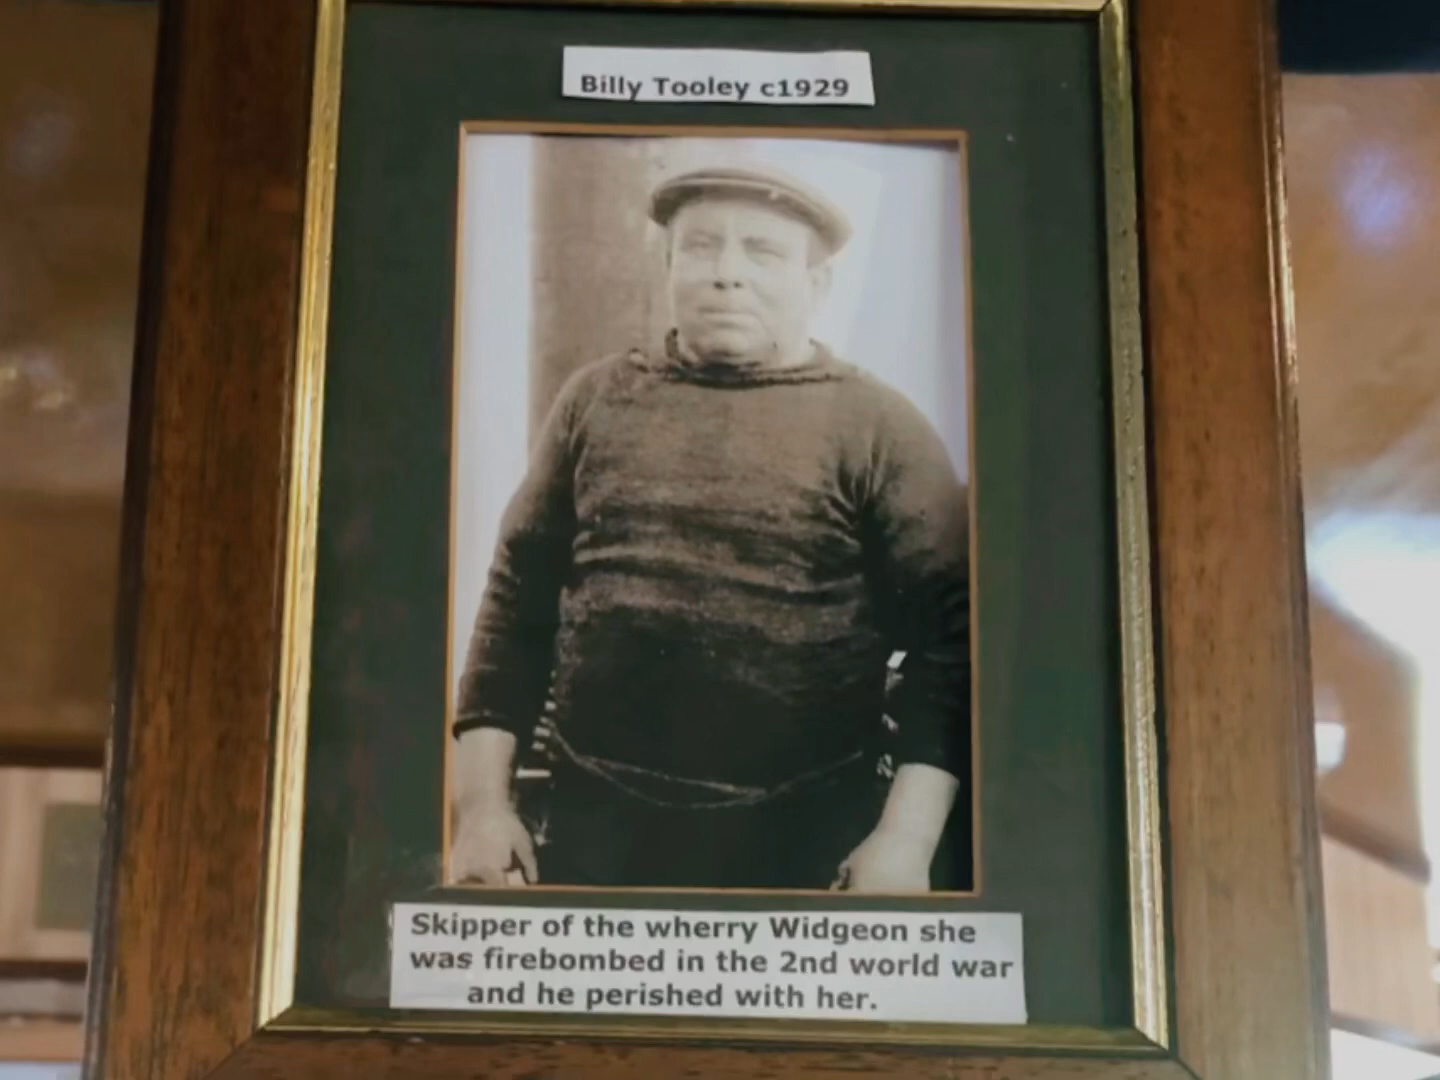 Billy Tooley c1929
Skipper of the wherry Widgeon she
was firebombed in the 2nd world war
and he perished with her.